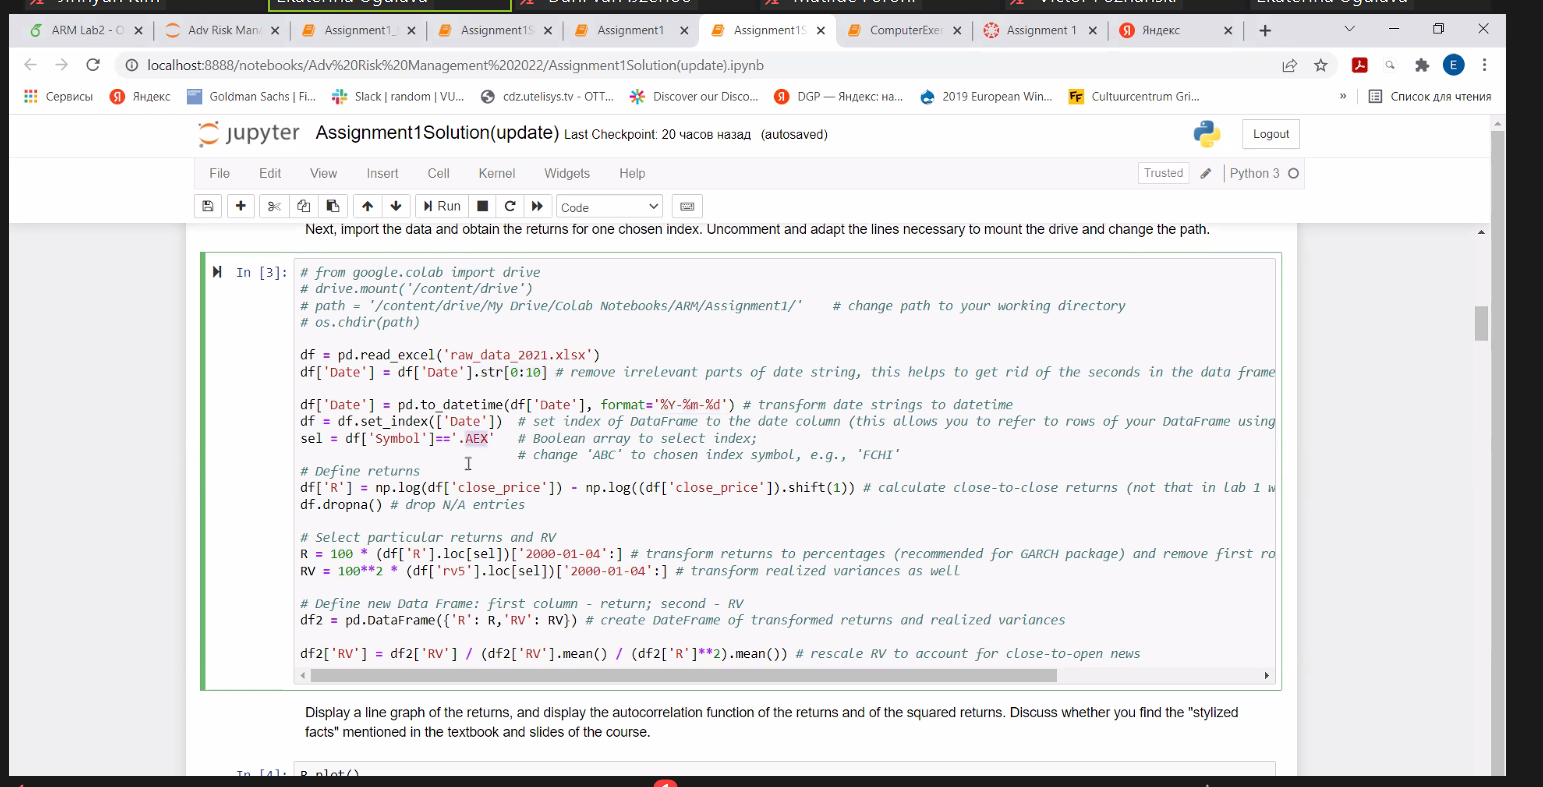 ARM Lab2 - O
Adv Risk Man
Assignment1_
Assignment1S
Assignment1
Assignment1S
ComputerExer
Assignment 1
Яндекс
localhost:8888/notebooks/Adv%20Risk%20Management%202022/Assignment1Solution(update).ipynb
E
Сервисы
Яндекс
Goldman Sachs | Fi...
Slack | random | VU...
cdz.utelisys.tv - OTT...
Discover our Disco...
DGP — Яндекс: на...
2019 European Win...
FF Cultuurcentrum Gri...
»
Список для чтения
jupyter Assignment1Solution(update) Last Checkpoint: 20 часов назад (autosaved)
Logout
File Edit View Insert Cell Kernel Widgets Help
Trusted
Python 3
Run
Code
Next, import the data and obtain the returns for one chosen index. Uncomment and adapt the lines necessary to mount the drive and change the path.
In [3]:
# from google.colab import drive
# drive.mount('/content/drive')
# path = '/content/drive/My Drive/Colab Notebooks/ARM/Assignment1/' # change path to your working directory
# os.chdir(path)
df = pd.read_excel('raw_data_2021.xlsx')
df['Date'] = df['Date'].str[0:10] # remove irrelevant parts of date string, this helps to get rid of the seconds in the data frame
df['Date'] = pd.to_datetime(df['Date'], format='%Y-%m-%d') # transform date strings to datetime
df = df.set_index(['Date']) # set index of DataFrame to the date column (this allows you to refer to rows of your DataFrame using
sel = df['Symbol']=='.AEX' # Boolean array to select index;
# change 'ABC' to chosen index symbol, e.g., 'FCHI'
# Define returns
df['R'] = np.log(df['close_price']) - np.log((df['close_price']).shift(1)) # calculate close-to-close returns (not that in lab 1 w
df.dropna() # drop N/A entries
# Select particular returns and RV
R = 100 * (df['R'].loc[sel])['2000-01-04':] # transform returns to percentages (recommended for GARCH package) and remove first ro
RV = 100**2 * (df['rv5'].loc[sel])['2000-01-04':] # transform realized variances as well
# Define new Data Frame: first column - return; second - RV
df2 = pd.DataFrame({'R': R,'RV': RV}) # create DateFrame of transformed returns and realized variances
df2['RV'] = df2['RV'] / (df2['RV'].mean() / (df2['R']**2).mean()) # rescale RV to account for close-to-open news
Display a line graph of the returns, and display the autocorrelation function of the returns and of the squared returns. Discuss whether you find the "stylized
facts" mentioned in the textbook and slides of the course.
In [4]:
R.plot()